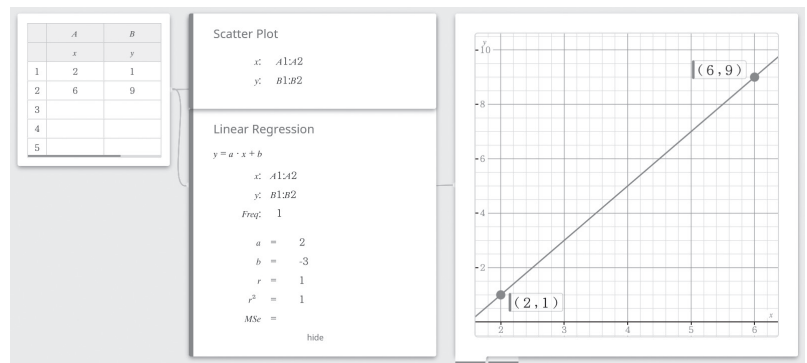 A B
x y
1 2 1
2 6 9
3
4
5
Scatter Plot
x: A1:A2
y: B1:B2
Linear Regression
y = a · x + b
x: A1:A2
y: B1:B2
Freq: 1
a = 2
b = -3
r = 1
r² = 1
MSe =
hide
y
10
(6,9)
8
6
4
2
(2,1)
x
2 3 4 5 6